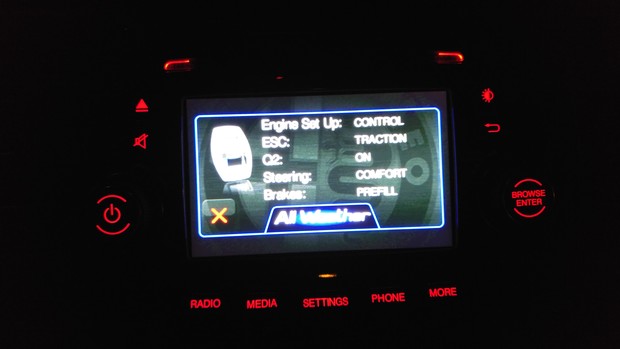 Engine Set Up: CONTROL
ESC: TRACTION
Q2: ON
Steering: COMFORT
Brakes: PREFILL
All Weather
BROWSE
ENTER
RADIO MEDIA SETTINGS PHONE MORE